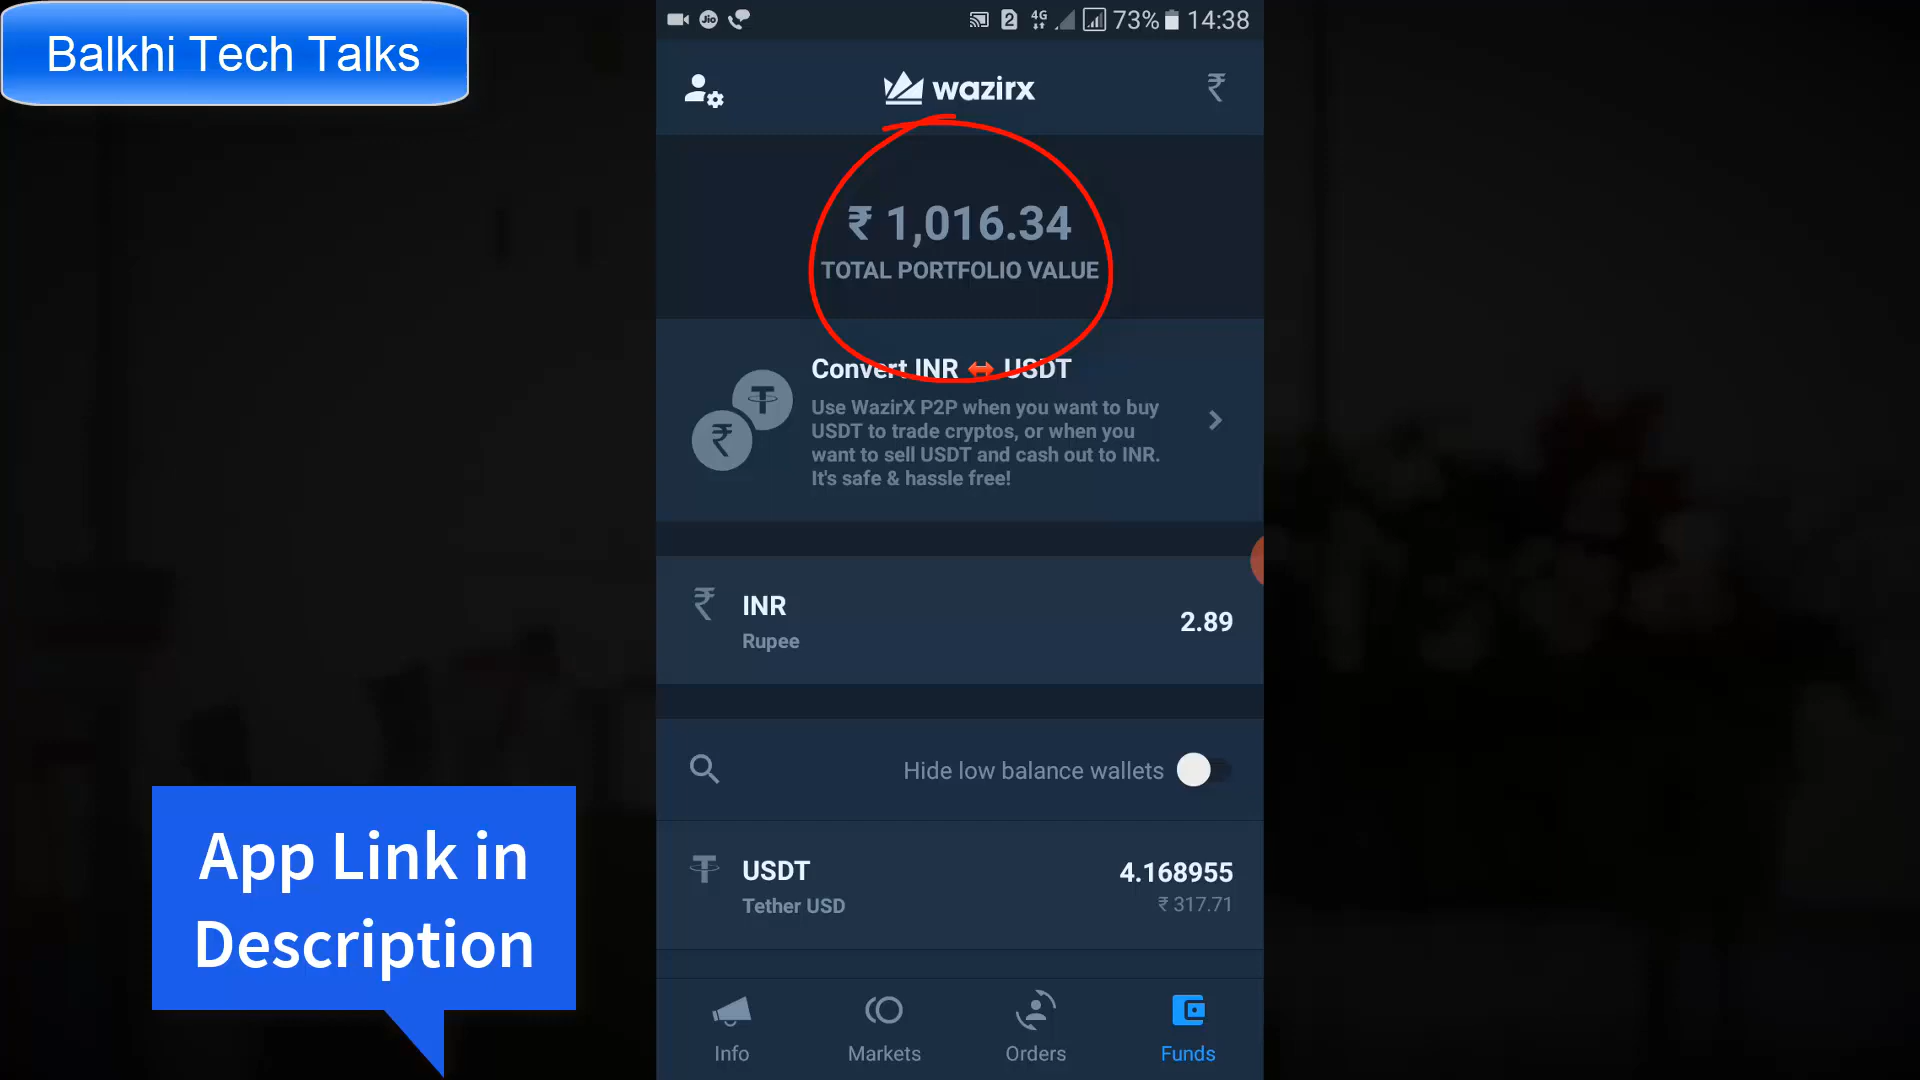 Balkhi Tech Talks
Jio 2 4G 73% 14:38
wazirx ₹
₹ 1,016.34
TOTAL PORTFOLIO VALUE
Convert INR ↔ USDT
Use WazirX P2P when you want to buy
USDT to trade cryptos, or when you
want to sell USDT and cash out to INR.
It's safe & hassle free!
₹ INR
Rupee
2.89
Hide low balance wallets
USDT
4.168955
Tether USD
₹ 317.71
App Link in
Description
Info Markets Orders Funds